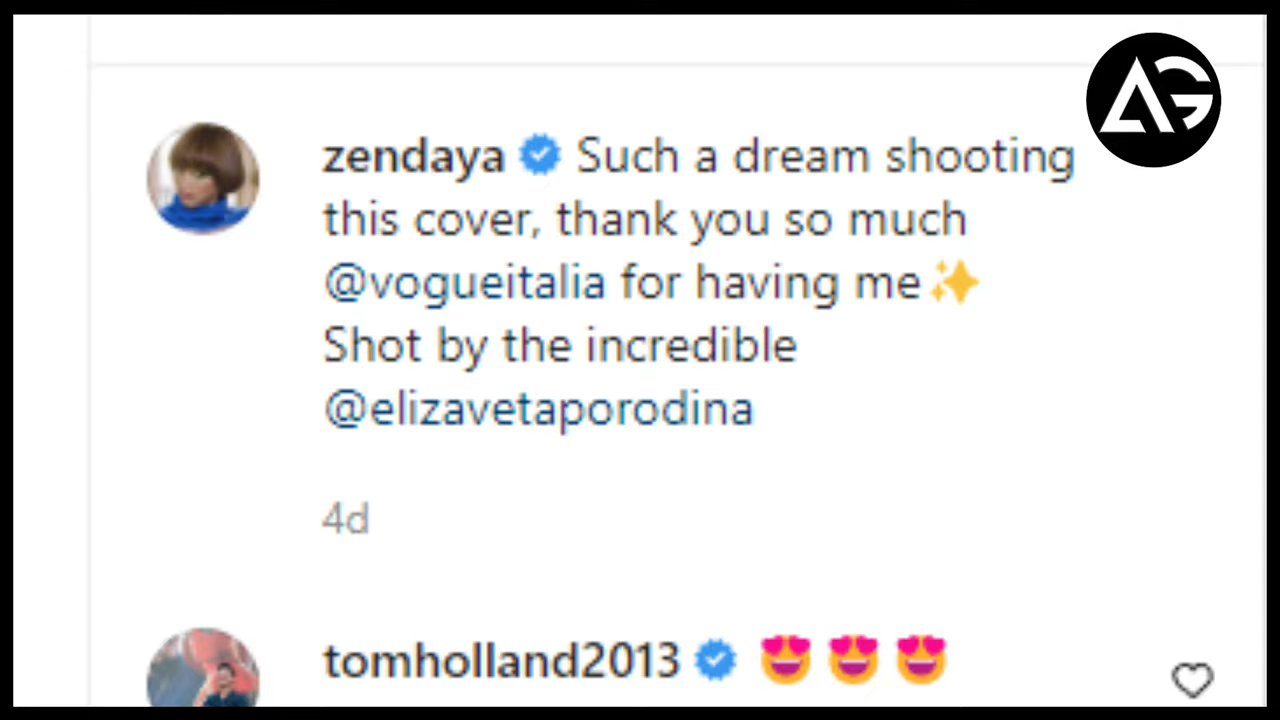 AG
zendaya Such a dream shooting
this cover, thank you so much
@vogueitalia for having me✨
Shot by the incredible
@elizavetaporodina
4d
tomholland2013 😍 😍 😍